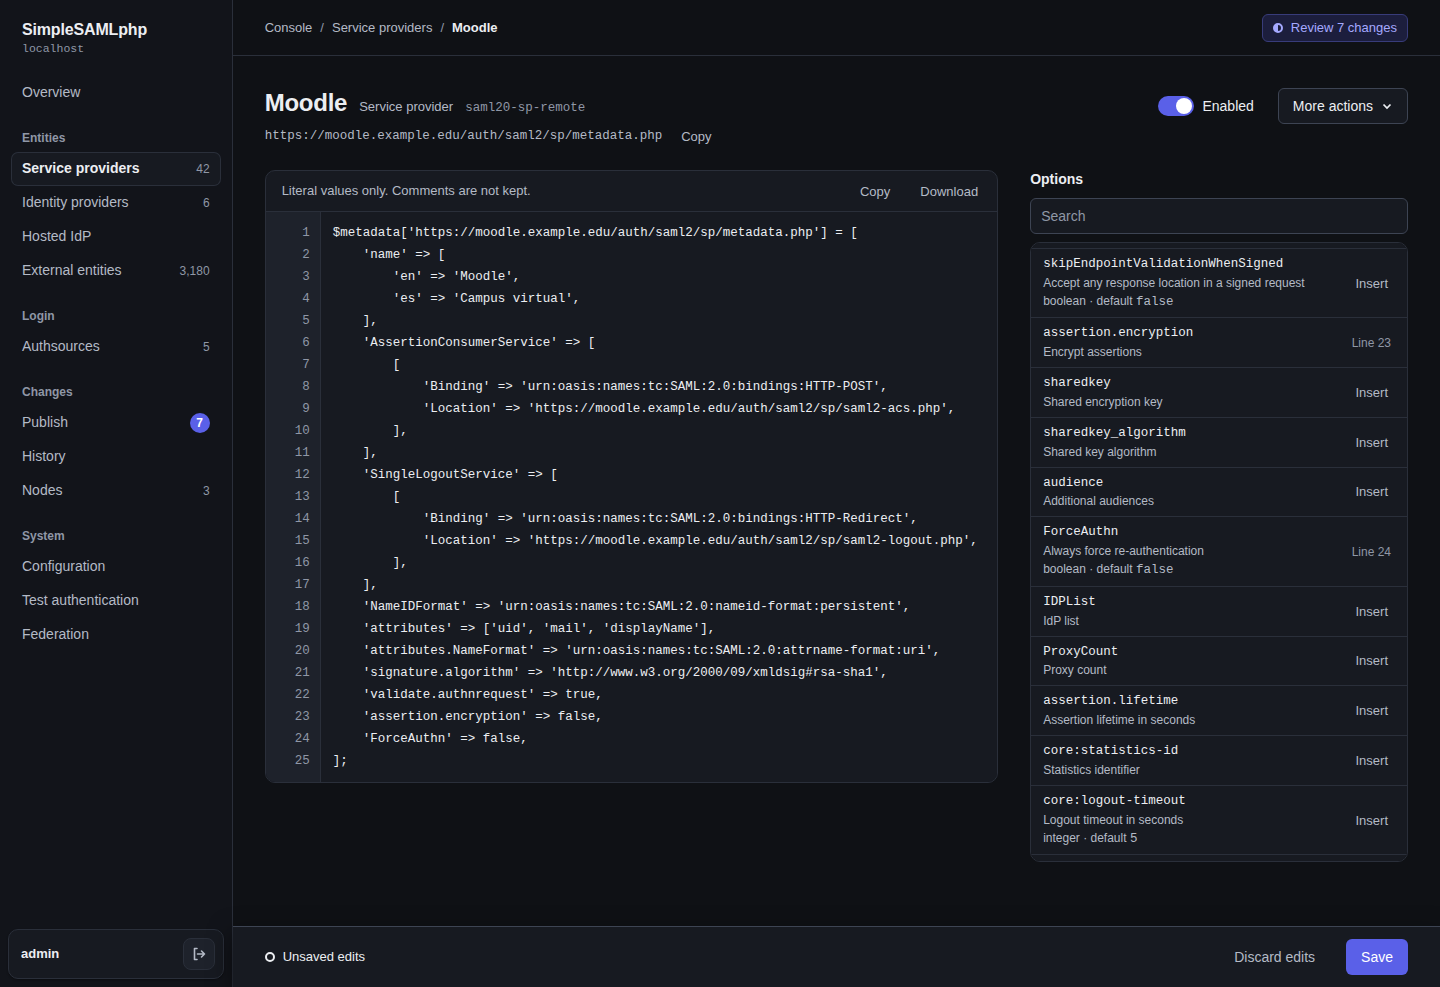 SimpleSAMLphp
localhost
Overview
Entities
Service providers 42
Identity providers 6
Hosted IdP
External entities 3,180
Login
Authsources 5
Changes
Publish 7
History
Nodes 3
System
Configuration
Test authentication
Federation
admin
Console / Service providers / Moodle
Review 7 changes
Moodle Service provider saml20-sp-remote
Enabled
More actions
https://moodle.example.edu/auth/saml2/sp/metadata.php Copy
Literal values only. Comments are not kept. Copy Download
1 $metadata['https://moodle.example.edu/auth/saml2/sp/metadata.php'] = [
2     'name' => [
3         'en' => 'Moodle',
4         'es' => 'Campus virtual',
5     ],
6     'AssertionConsumerService' => [
7         [
8             'Binding' => 'urn:oasis:names:tc:SAML:2.0:bindings:HTTP-POST',
9             'Location' => 'https://moodle.example.edu/auth/saml2/sp/saml2-acs.php',
10         ],
11     ],
12     'SingleLogoutService' => [
13         [
14             'Binding' => 'urn:oasis:names:tc:SAML:2.0:bindings:HTTP-Redirect',
15             'Location' => 'https://moodle.example.edu/auth/saml2/sp/saml2-logout.php',
16         ],
17     ],
18     'NameIDFormat' => 'urn:oasis:names:tc:SAML:2.0:nameid-format:persistent',
19     'attributes' => ['uid', 'mail', 'displayName'],
20     'attributes.NameFormat' => 'urn:oasis:names:tc:SAML:2.0:attrname-format:uri',
21     'signature.algorithm' => 'http://www.w3.org/2000/09/xmldsig#rsa-sha1',
22     'validate.authnrequest' => true,
23     'assertion.encryption' => false,
24     'ForceAuthn' => false,
25 ];
Options
Search
skipEndpointValidationWhenSigned
Accept any response location in a signed request
boolean · default false
Insert
assertion.encryption
Encrypt assertions
Line 23
sharedkey
Shared encryption key
Insert
sharedkey_algorithm
Shared key algorithm
Insert
audience
Additional audiences
Insert
ForceAuthn
Always force re-authentication
boolean · default false
Line 24
IDPList
IdP list
Insert
ProxyCount
Proxy count
Insert
assertion.lifetime
Assertion lifetime in seconds
Insert
core:statistics-id
Statistics identifier
Insert
core:logout-timeout
Logout timeout in seconds
integer · default 5
Insert
Unsaved edits
Discard edits
Save